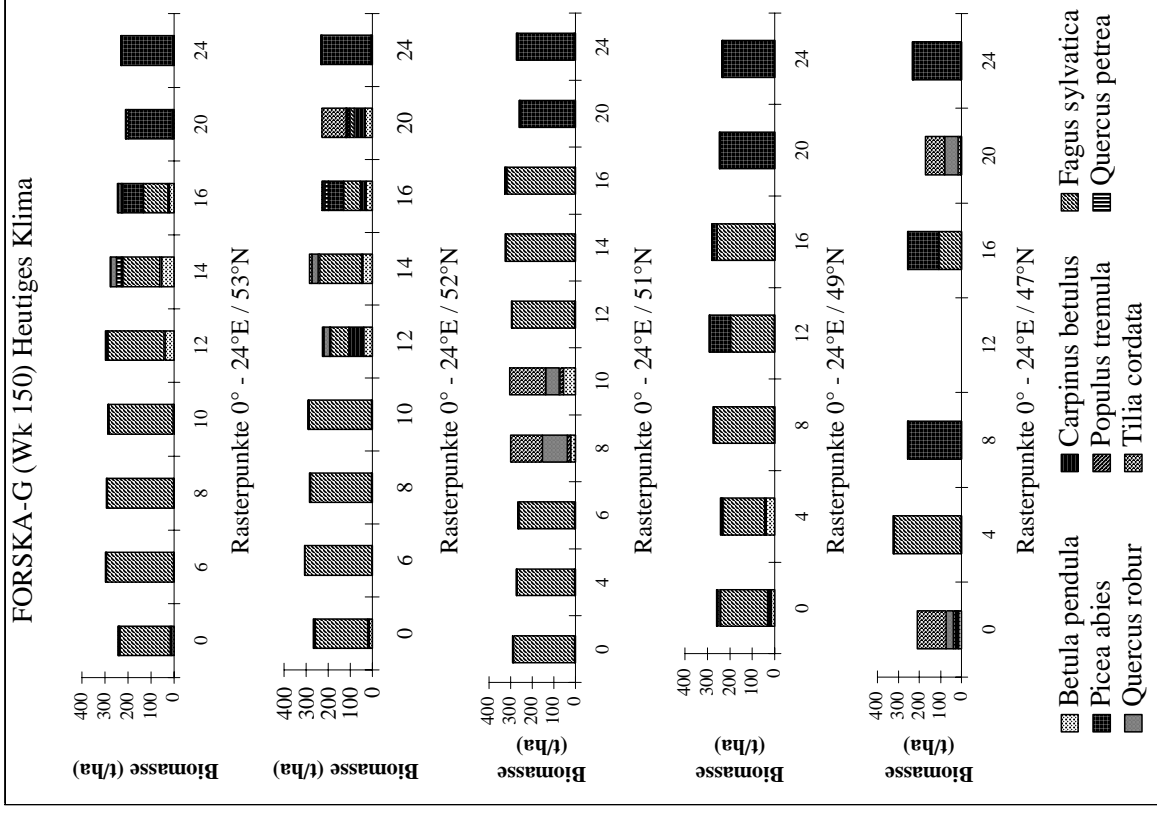 FORSKA-G (Wk 150) Heutiges Klima
Biomasse (t/ha)
400
300
200
100
0
0 6 8 10 12 14 16 20 24
Rasterpunkte 0° - 24°E / 53°N
Biomasse (t/ha)
400
300
200
100
0
0 6 8 10 12 14 16 20 24
Rasterpunkte 0° - 24°E / 52°N
Biomasse
(t/ha)
400
300
200
100
0
0 4 6 8 10 12 14 16 20 24
Rasterpunkte 0° - 24°E / 51°N
Biomasse
(t/ha)
400
300
200
100
0
0 4 8 12 16 20 24
Rasterpunkte 0° - 24°E / 49°N
Biomasse
(t/ha)
400
300
200
100
0
0 4 8 12 16 20 24
Rasterpunkte 0° - 24°E / 47°N
Betula pendula Carpinus betulus Fagus sylvatica
Picea abies Populus tremula Quercus petrea
Quercus robur Tilia cordata